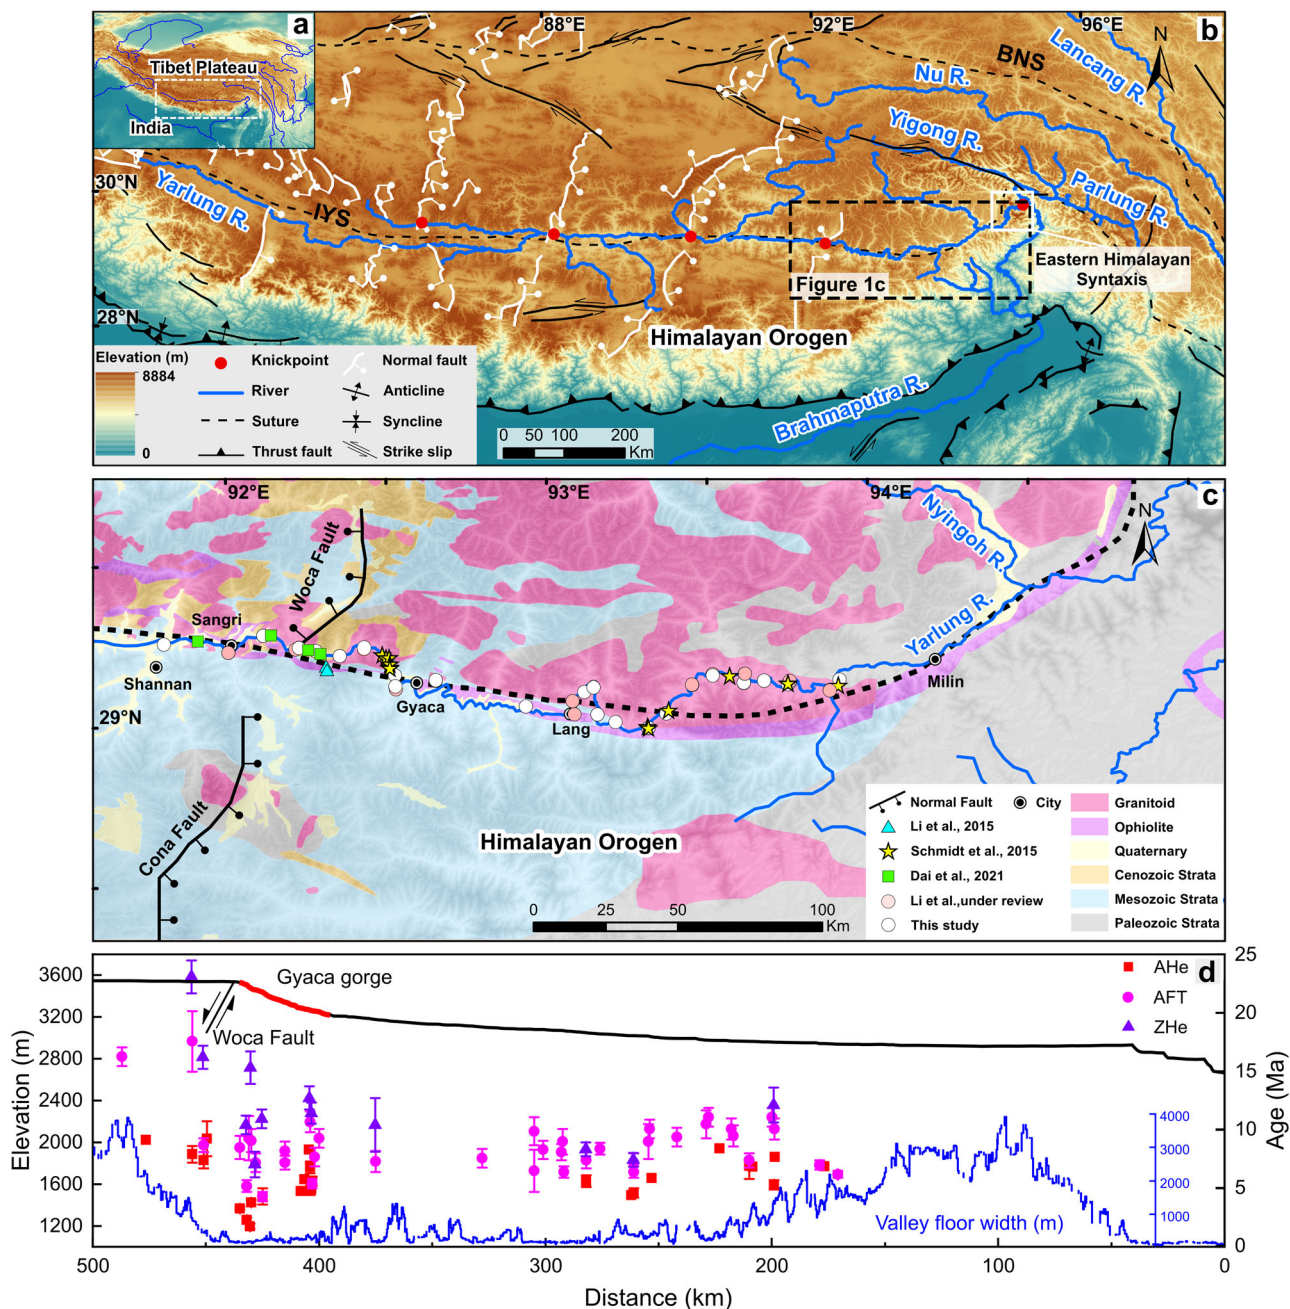 a
Tibet Plateau
India
88°E
92°E
96°E
b
N
BNS
Lancang R.
Nu R.
Yigong R.
Parlung R.
30°N
Yarlung R.
IYS
Figure 1c
Eastern Himalayan
Syntaxis
28°N
Himalayan Orogen
Brahmaputra R.
Elevation (m)
8884
0
Knickpoint
Normal fault
River
Anticline
Suture
Syncline
Thrust fault
Strike slip
0 50 100 200
Km
92°E
93°E
94°E
c
N
Nyingoh R.
Woca Fault
Sangri
Yarlung R.
Shannan
Gyaca
Milin
29°N
Lang
Cona Fault
Himalayan Orogen
Normal Fault
City
Granitoid
Li et al., 2015
Ophiolite
Schmidt et al., 2015
Quaternary
Dai et al., 2021
Cenozoic Strata
Li et al.,under review
Mesozoic Strata
This study
Paleozoic Strata
0 25 50 100
Km
d
Gyaca gorge
Woca Fault
AHe
AFT
ZHe
Elevation (m)
3600
3200
2800
2400
2000
1600
1200
25
20
15
10
5
0
Age (Ma)
4000
3000
2000
1000
Valley floor width (m)
500 400 300 200 100 0
Distance (km)